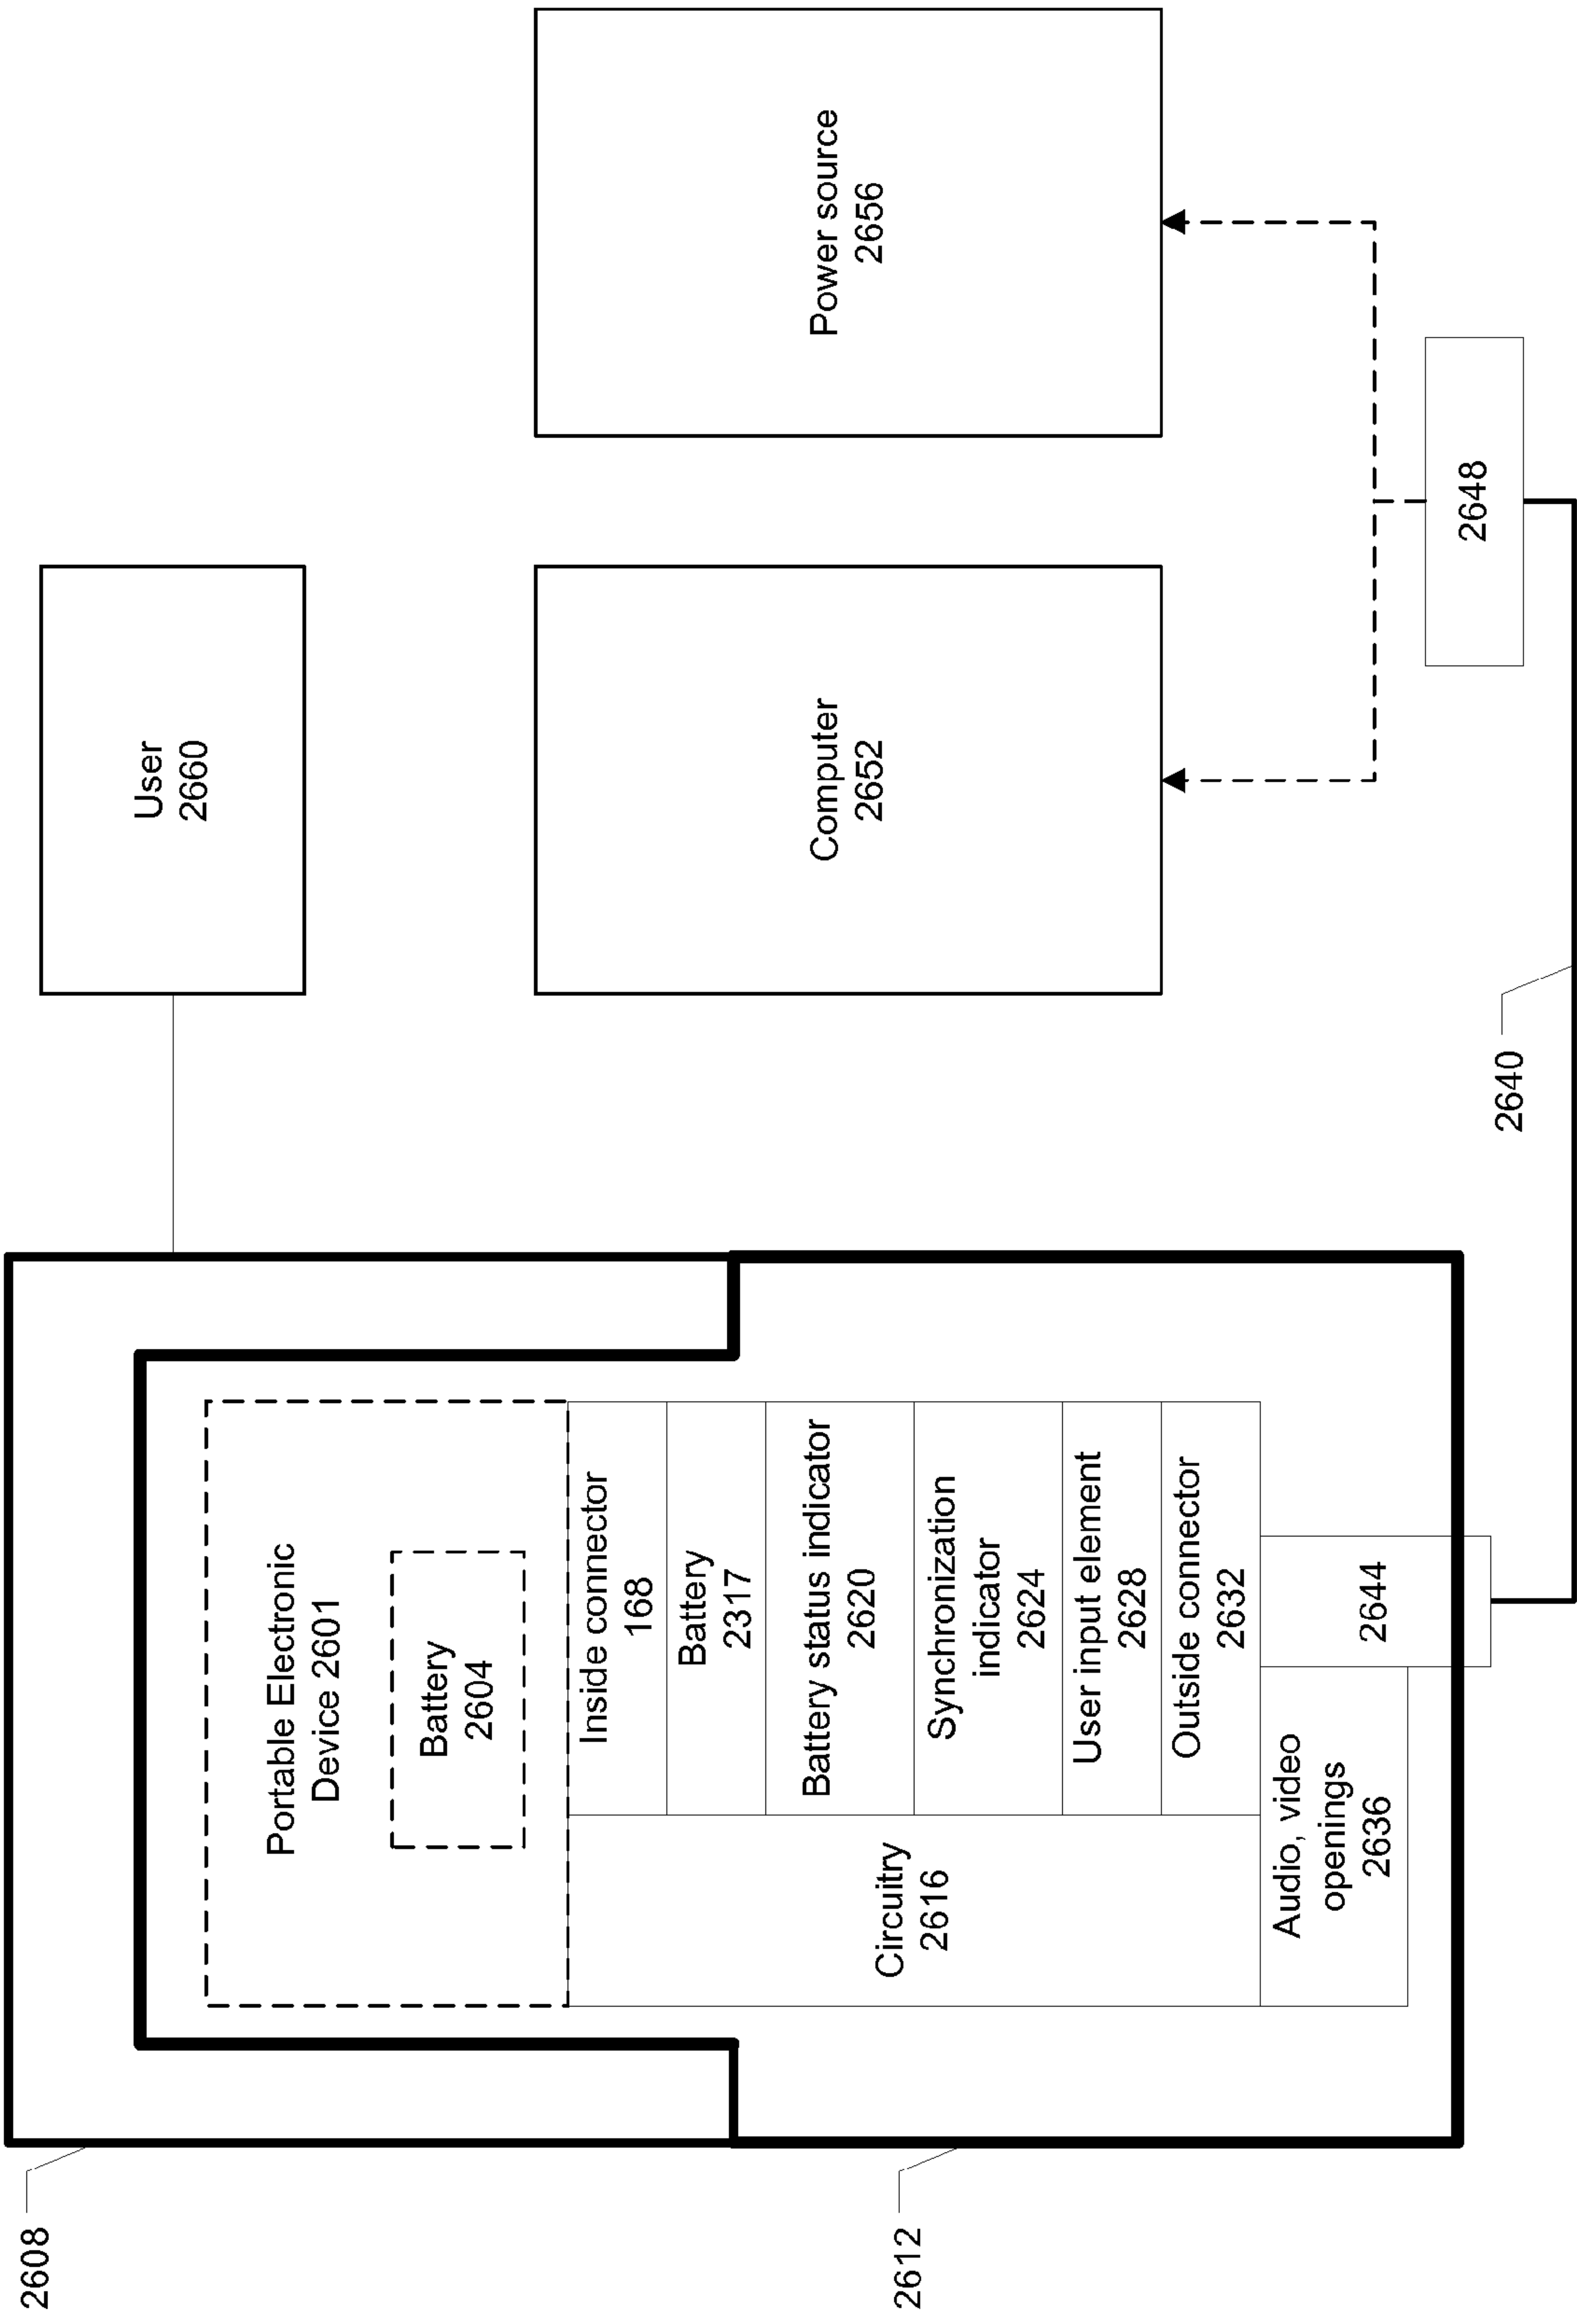 2608
2612
Portable Electronic
Device 2601
Battery
2604
Inside connector
168
Battery
2317
Battery status indicator
2620
Synchronization
indicator
2624
User input element
2628
Outside connector
2632
Circuitry
2616
Audio, video
openings
2636
2644
2640
2648
User
2660
Computer
2652
Power source
2656